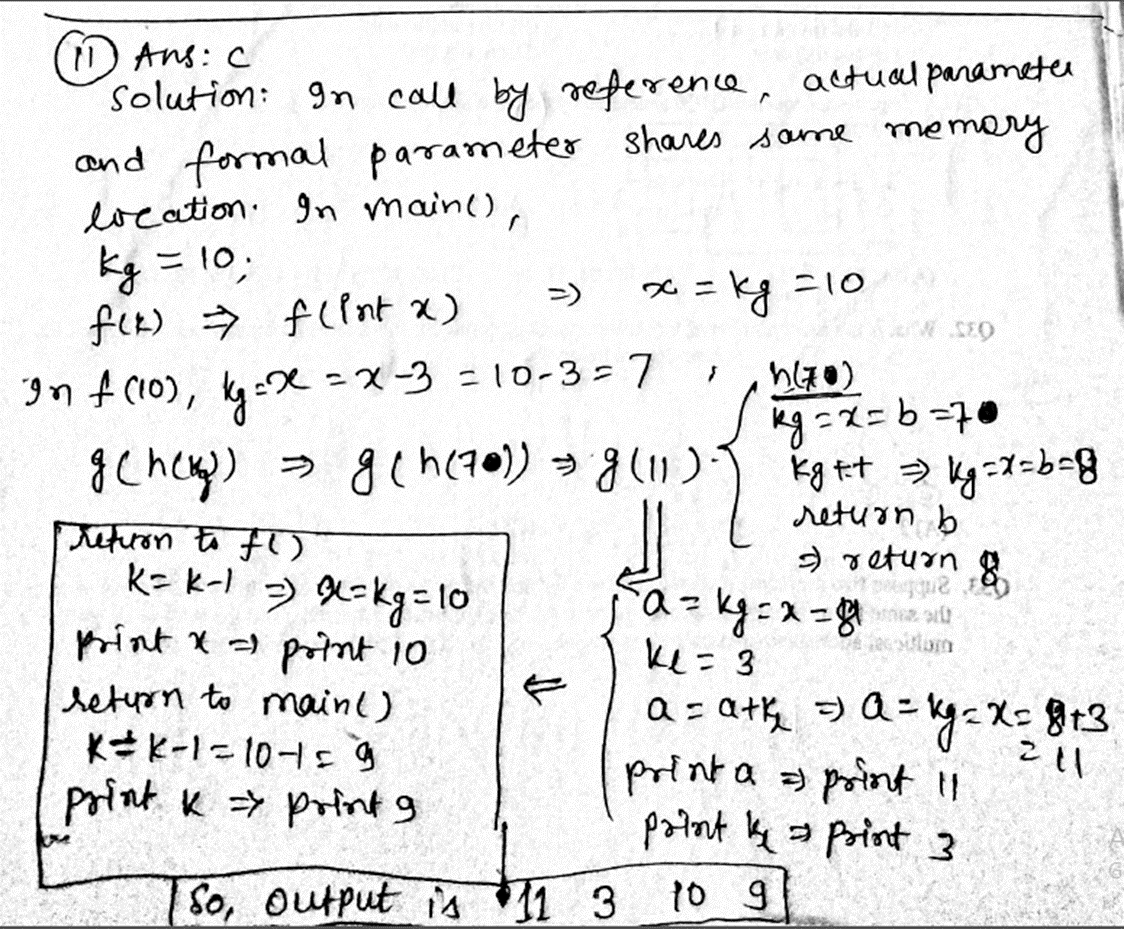 11 Ans: C
Solution: In call by reference, actual parameter
and formal parameter shares same memory
location. In main(),
kg = 10;
f(k) ⇒ f(int x) ⇒ x = kg = 10
In f(10), kg = x = x-3 = 10-3 = 7
g(h(kg)) ⇒ g(h(7)) ⇒ g(11)
h(7)
kg = x = b = 7
kg++ ⇒ kg = x = b = 8
return b
⇒ return 8
a = kg = x = 8
kl = 3
a = a+kl ⇒ a = kg = x = 8+3
= 11
print a ⇒ print 11
print kl ⇒ print 3
return to f()
k = k-1 ⇒ x = kg = 10
print x ⇒ print 10
return to main()
k = k-1 = 10-1 = 9
print k ⇒ print 9
So, output is 11 3 10 9